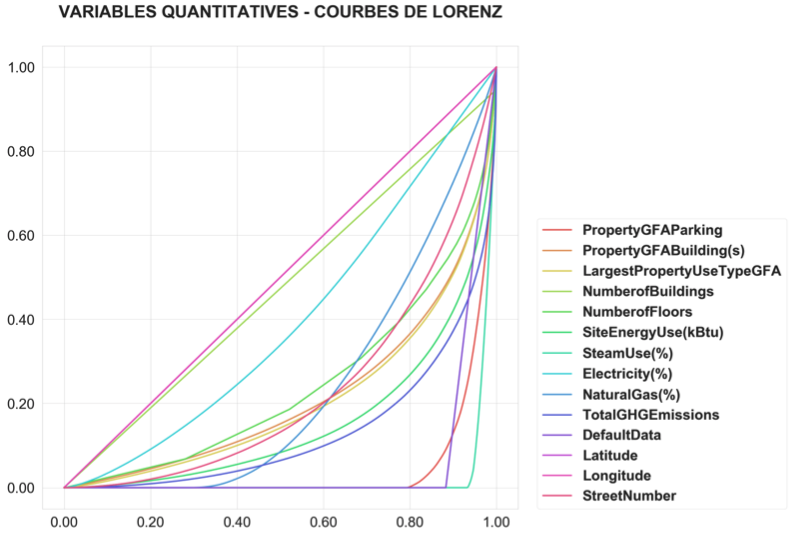 VARIABLES QUANTITATIVES - COURBES DE LORENZ
1.00
0.80
0.60
0.40
0.20
0.00
0.00 0.20 0.40 0.60 0.80 1.00
PropertyGFAParking
PropertyGFABuilding(s)
LargestPropertyUseTypeGFA
NumberofBuildings
NumberofFloors
SiteEnergyUse(kBtu)
SteamUse(%)
Electricity(%)
NaturalGas(%)
TotalGHGEmissions
DefaultData
Latitude
Longitude
StreetNumber